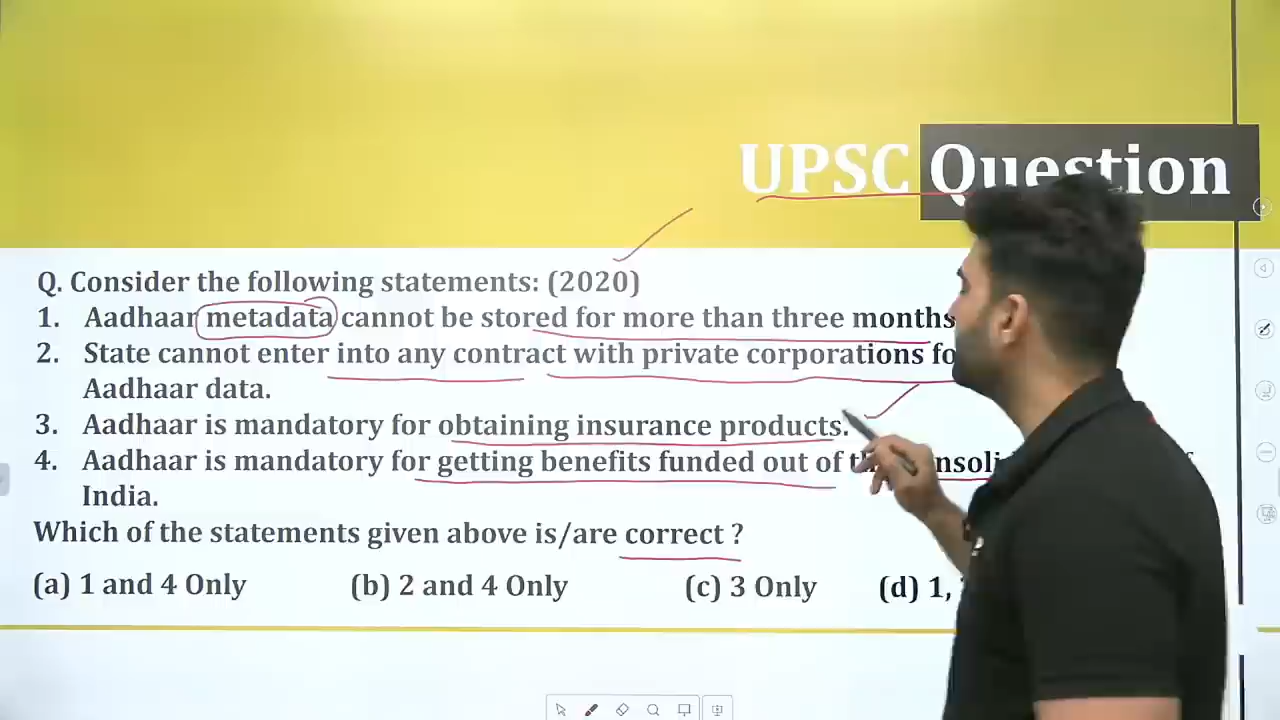 UPSC Question
Q. Consider the following statements: (2020)
1. Aadhaar metadata cannot be stored for more than three months
2. State cannot enter into any contract with private corporations
Aadhaar data.
3. Aadhaar is mandatory for obtaining insurance products.
4. Aadhaar is mandatory for getting benefits funded out of
India.
Which of the statements given above is/are correct ?
(a) 1 and 4 Only (b) 2 and 4 Only (c) 3 Only (d) 1,